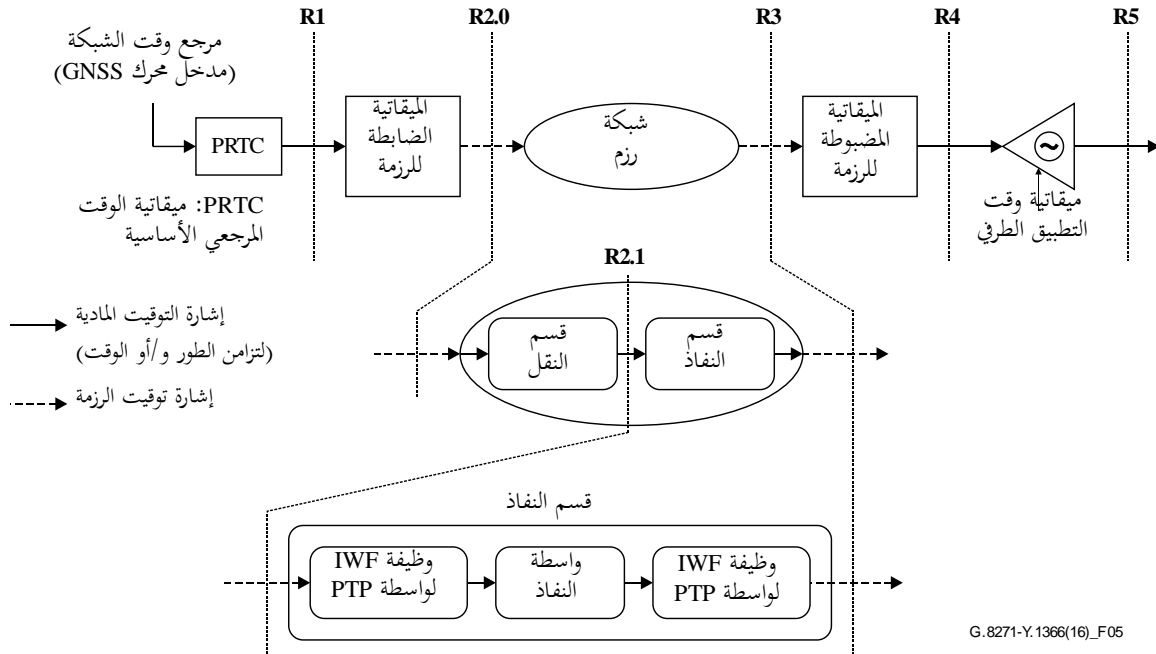 R1
R2.0
R3
R4
R5
مرجع وقت الشبكة
(مدخل محرك GNSS)
PRTC
الميقاتية
الضابطة
للرزمة
شبكة
رزم
الميقاتية
المضبوطة
للرزمة
ميقاتية وقت
التطبيق الطرفي
PRTC: ميقاتية الوقت
المرجعي الأساسية
R2.1
إشارة التوقيت المادية
(لتزامن الطور و/أو الوقت)
إشارة توقيت الرزمة
قسم
النقل
قسم
النفاذ
قسم النفاذ
وظيفة IWF
لواسطة PTP
واسطة
النفاذ
وظيفة IWF
لواسطة PTP
G.8271-Y.1366(16)_F05